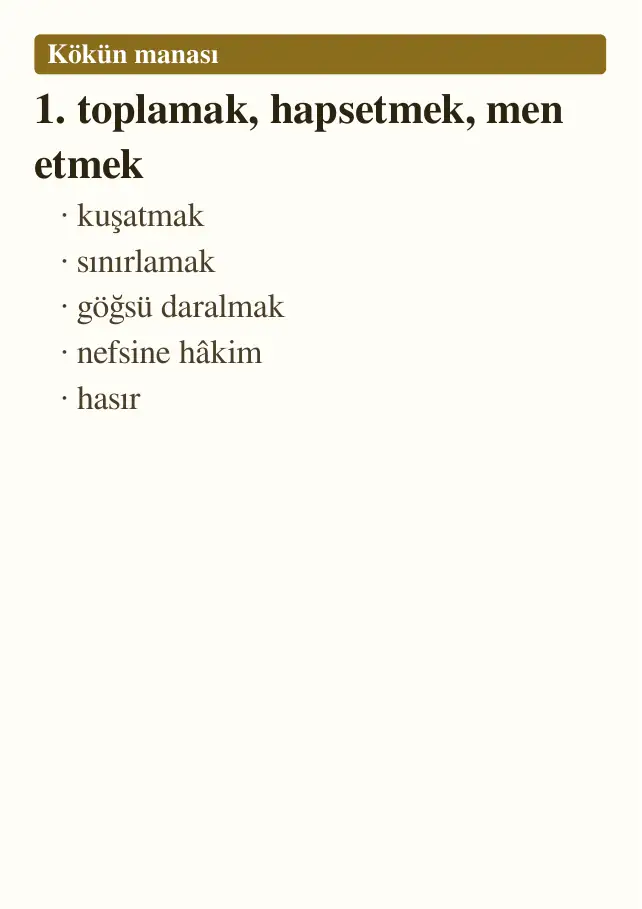 Kökün manası
1. toplamak, hapsetmek, men
etmek
· kuşatmak
· sınırlamak
· göğsü daralmak
· nefsine hâkim
· hasır